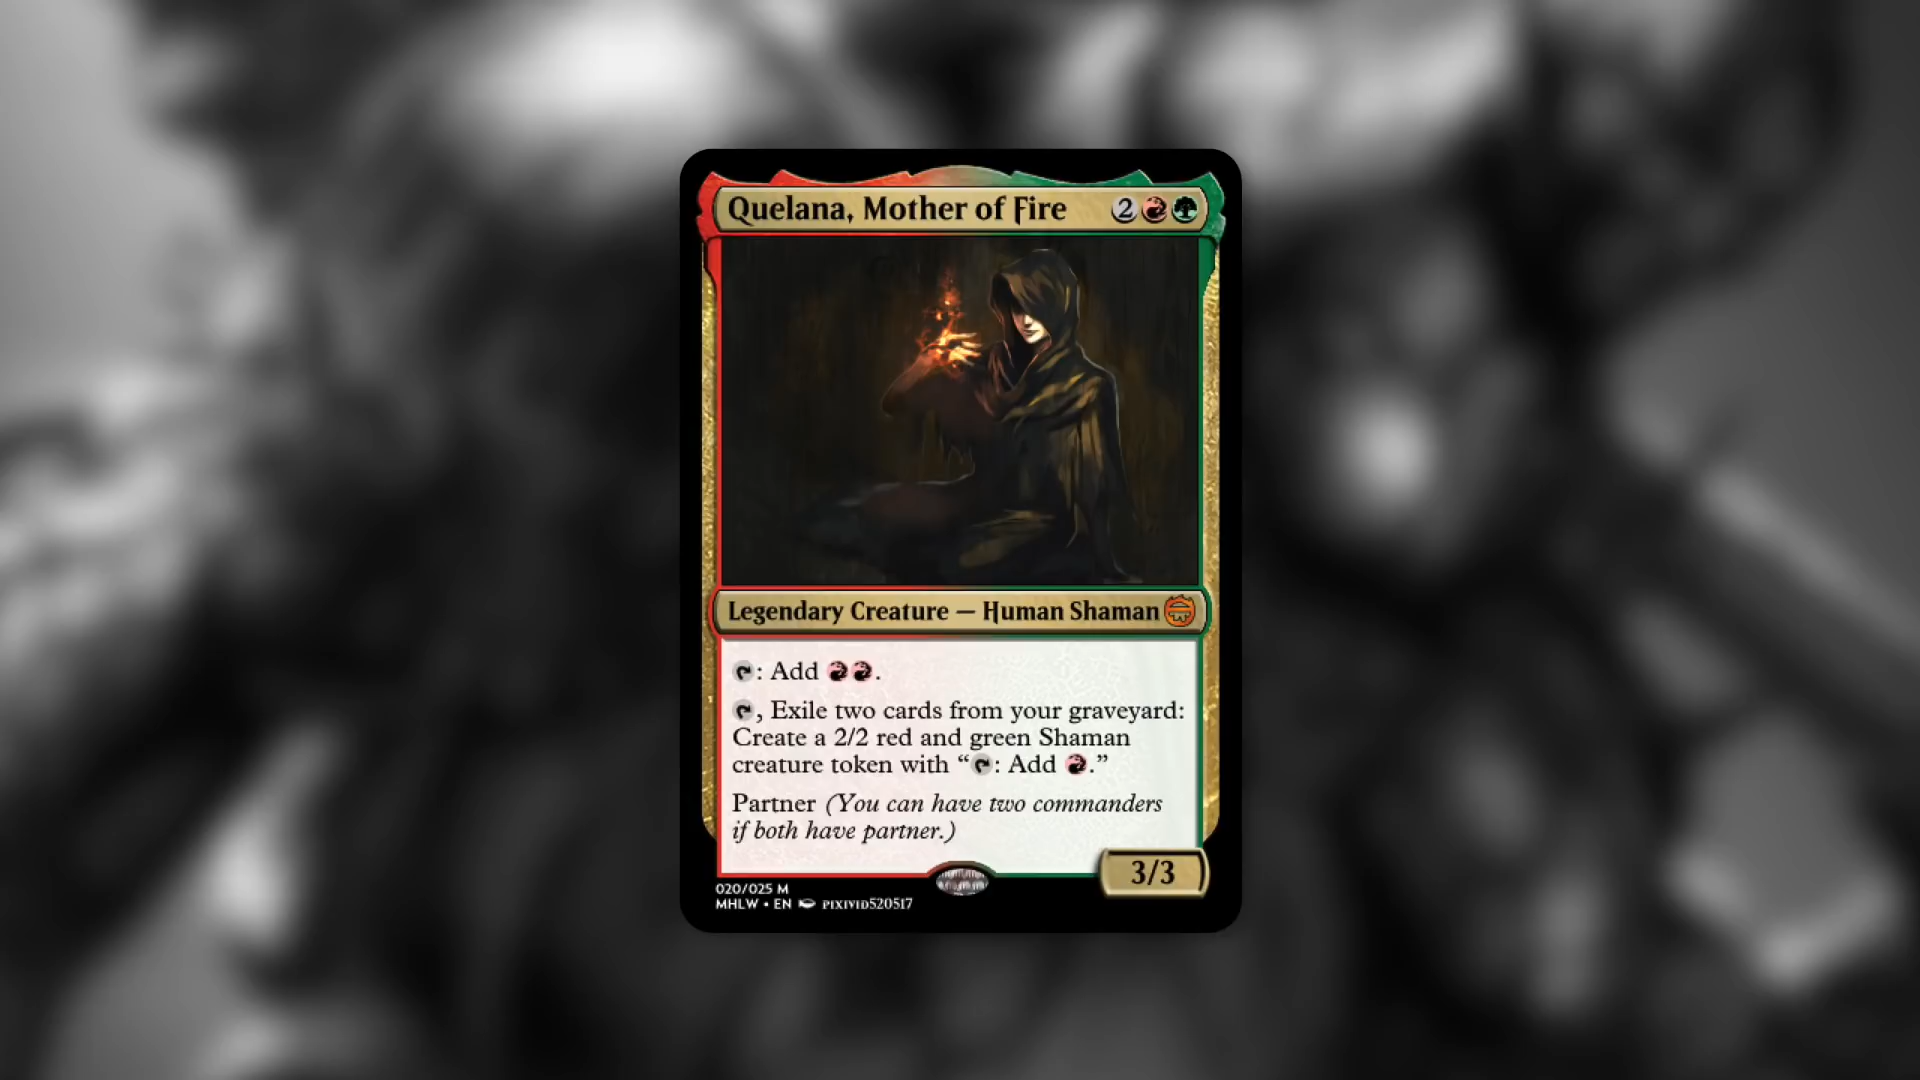 Quelana, Mother of Fire 2
Legendary Creature — Human Shaman
: Add .
, Exile two cards from your graveyard:
Create a 2/2 red and green Shaman
creature token with “: Add .”
Partner (You can have two commanders
if both have partner.)
3/3
020/025 M
MHLW • EN PIXIVID520517